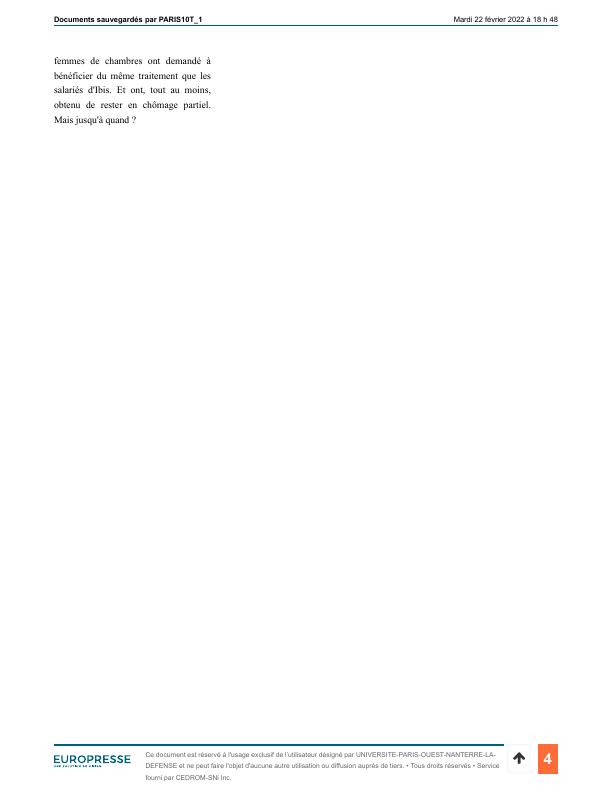 Documents sauvegardés par PARIS10T_1
Mardi 22 février 2022 à 18 h 48
femmes de chambres ont demandé à
bénéficier du même traitement que les
salariés d'Ibis. Et ont, tout au moins,
obtenu de rester en chômage partiel.
Mais jusqu'à quand ?
EUROPRESSE
Ce document est réservé à l'usage exclusif de l'utilisateur désigné par UNIVERSITE-PARIS-OUEST-NANTERRE-LA-
DEFENSE et ne peut faire l'objet d'aucune autre utilisation ou diffusion auprès de tiers. • Tous droits réservés • Service
fourni par CEDROM-SNi Inc.
4